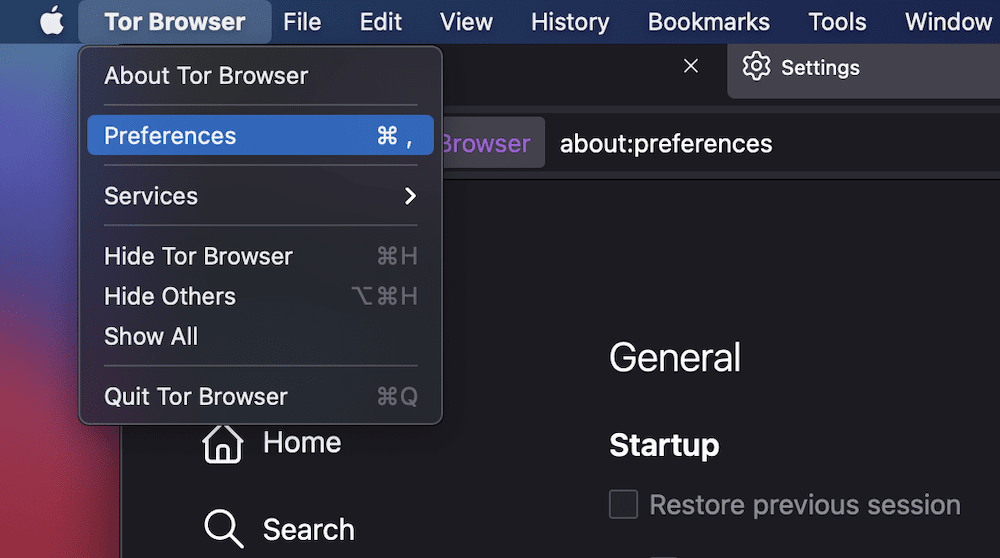 Tor Browser File Edit View History Bookmarks Tools Window
About Tor Browser
Settings
Preferences ⌘ ,
Browser about:preferences
Services
Hide Tor Browser ⌘H
Hide Others ⌥⌘H
Show All
Quit Tor Browser ⌘Q
General
Home
Startup
Restore previous session
Search